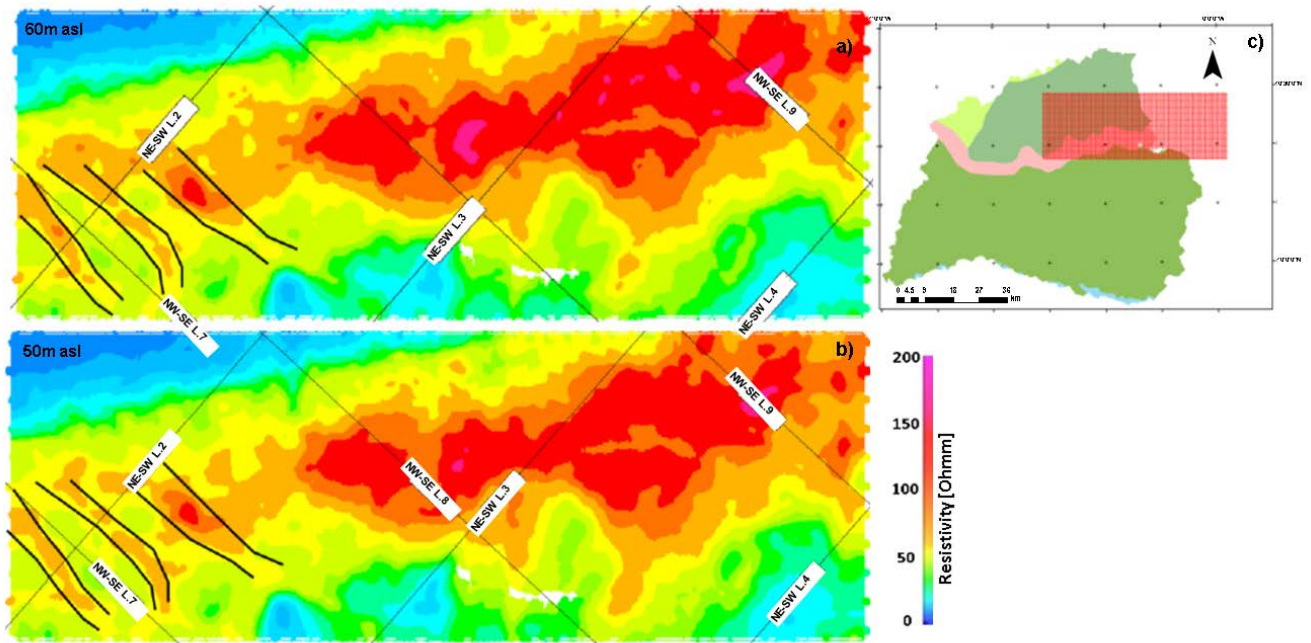 60m asl
a)
NE-SW L.2
NW-SE L.9
NE-SW L.3
NE-SW L.4
NW-SE L.7
c)
N
0 4.5 9 18 27 36
km
50m asl
b)
NE-SW L.2
NW-SE L.9
NW-SE L.8
NE-SW L.3
NW-SE L.7
NE-SW L.4
200
150
100
50
0
Resistivity [Ohmm]